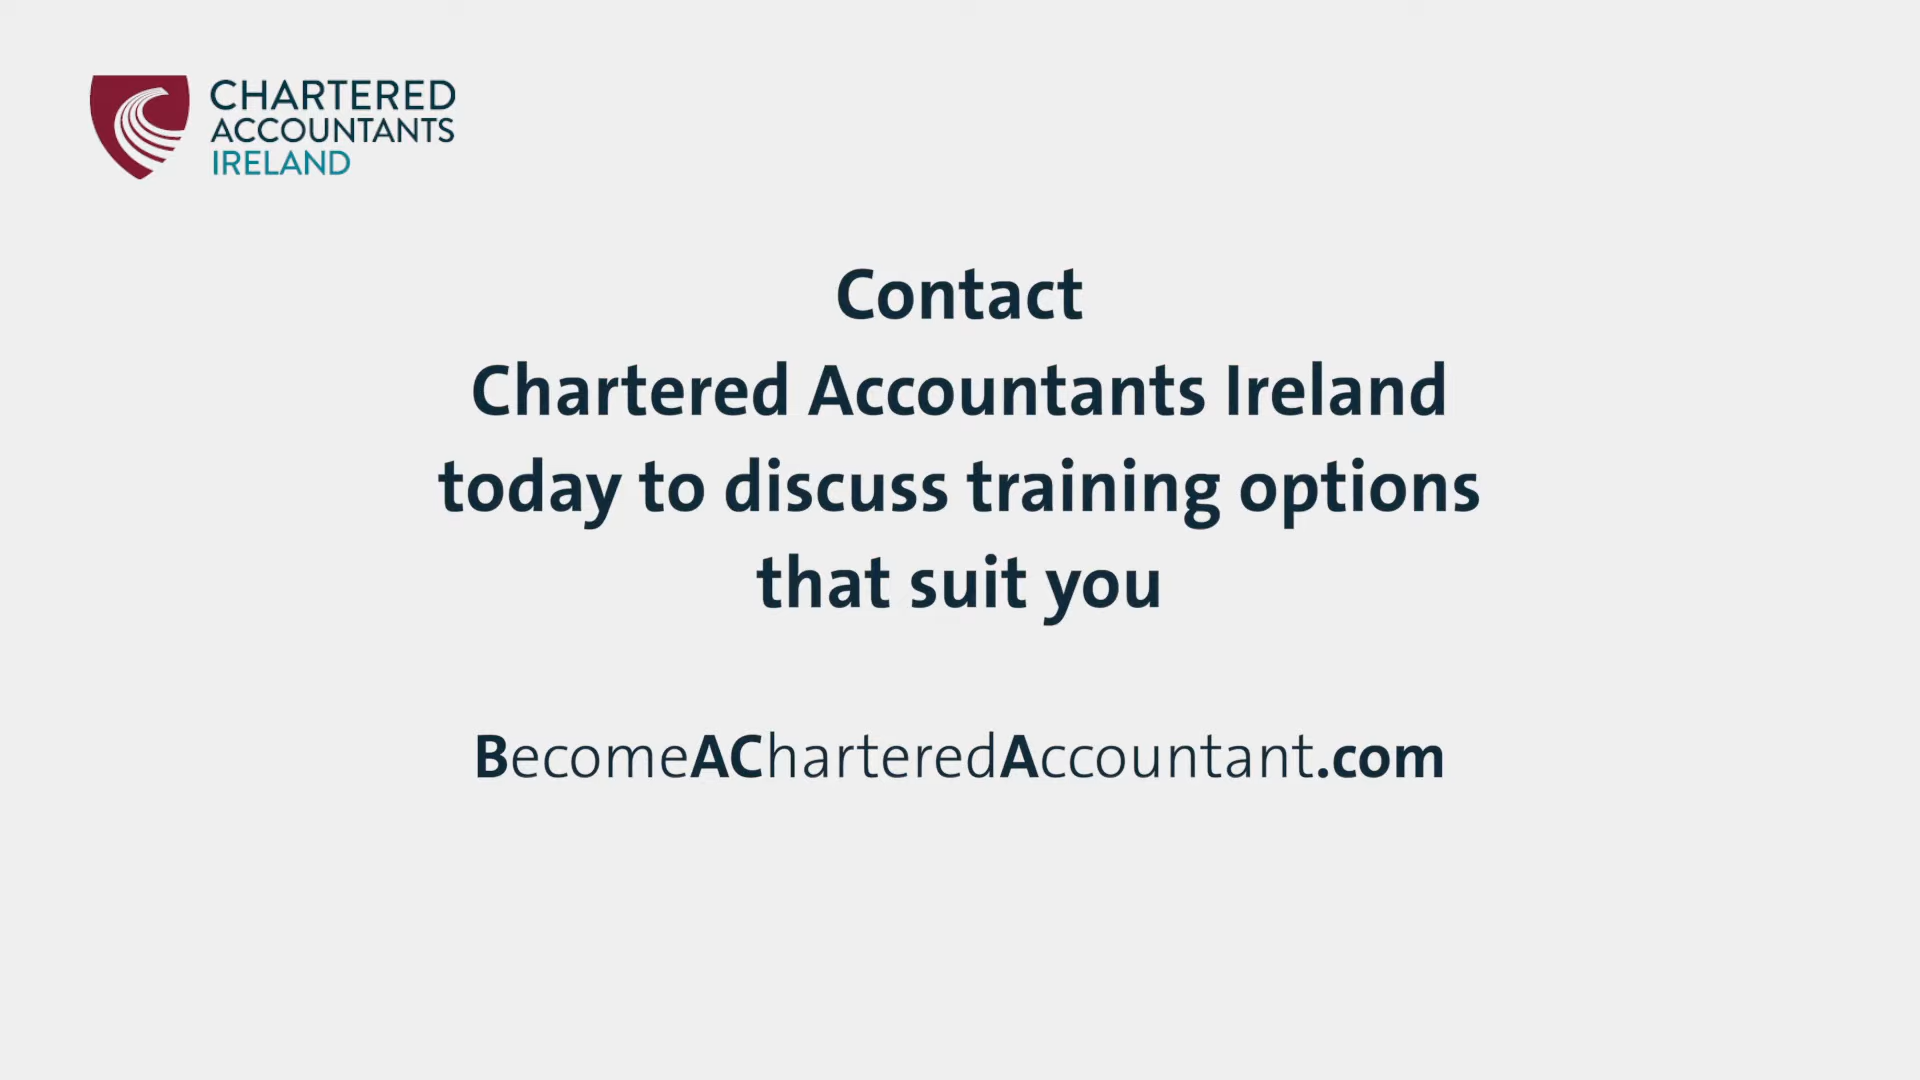 CHARTERED
ACCOUNTANTS
IRELAND
Contact
Chartered Accountants Ireland
today to discuss training options
that suit you
BecomeACharteredAccountant.com